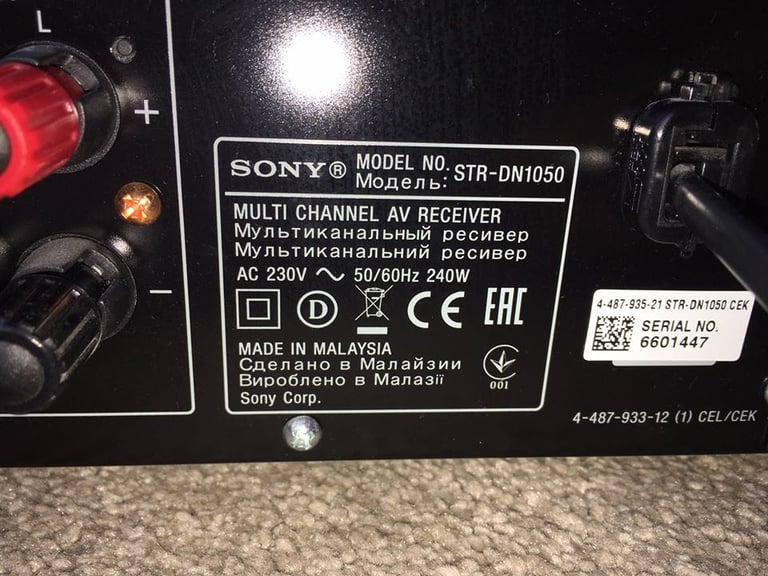 L
+
−
SONY® MODEL NO. STR-DN1050
Модель:
MULTI CHANNEL AV RECEIVER
Мультиканальный ресивер
Мультиканальний ресивер
AC 230V ~ 50/60Hz 240W
D CE EAC
MADE IN MALAYSIA
Сделано в Малайзии
Вироблено в Малазії
Sony Corp.
001
4-487-935-21 STR-DN1050 CEK
SERIAL NO.
6601447
4-487-933-12 (1) CEL/CEK